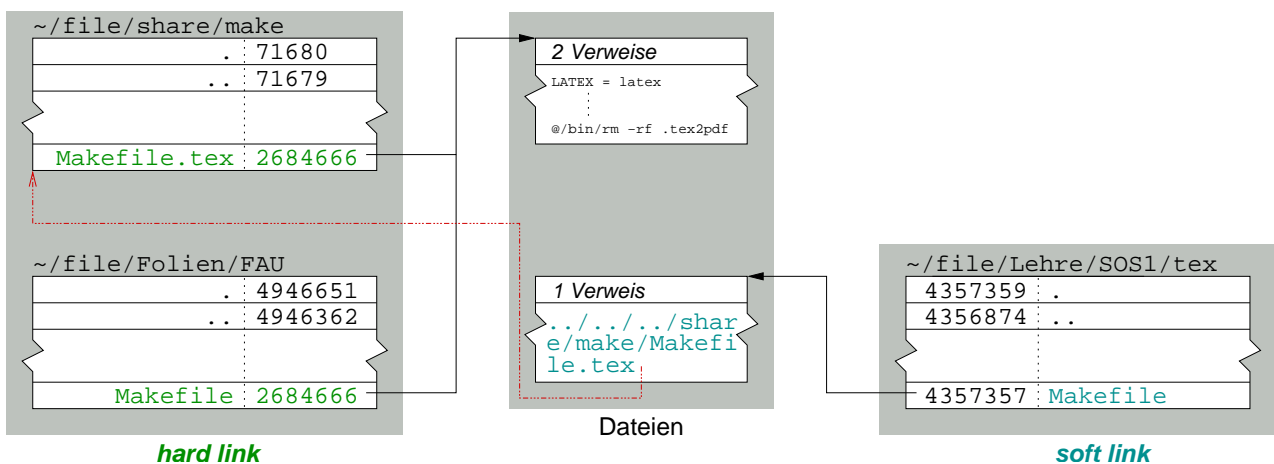 ~/file/share/make
. 71680
.. 71679
Makefile.tex 2684666
~/file/Folien/FAU
. 4946651
.. 4946362
Makefile 2684666
hard link
2 Verweise
LATEX = latex
@/bin/rm -rf .tex2pdf
1 Verweis
../../../shar
e/make/Makefi
le.tex
Dateien
~/file/Lehre/SOS1/tex
4357359 .
4356874 ..
4357357 Makefile
soft link